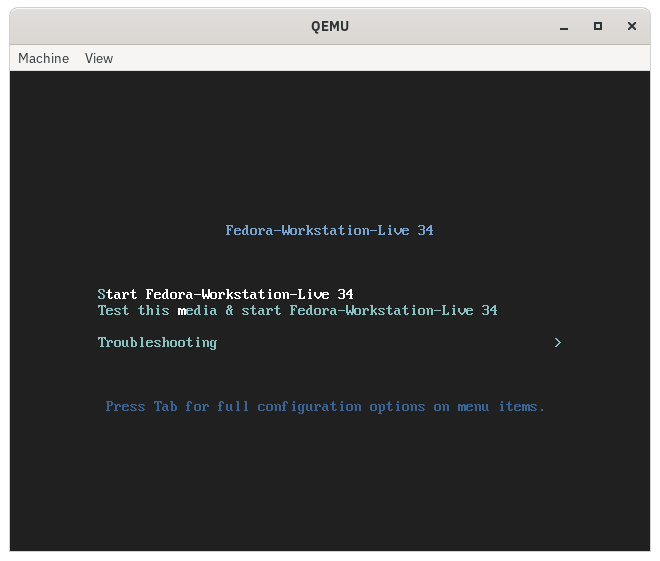 QEMU
Machine View
Fedora-Workstation-Live 34
Start Fedora-Workstation-Live 34
Test this media & start Fedora-Workstation-Live 34
Troubleshooting >
Press Tab for full configuration options on menu items.